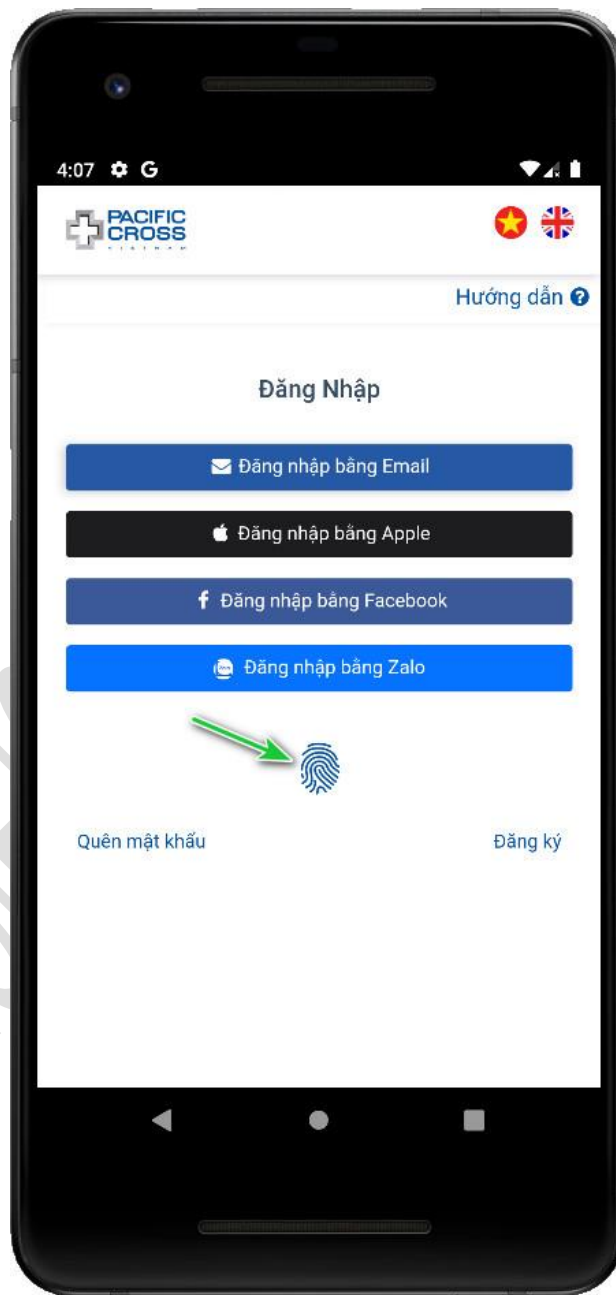 4:07 G
PACIFIC
CROSS
VIETNAM
Hướng dẫn
Đăng Nhập
Đăng nhập bằng Email
Đăng nhập bằng Apple
Đăng nhập bằng Facebook
Đăng nhập bằng Zalo
Quên mật khẩu
Đăng ký